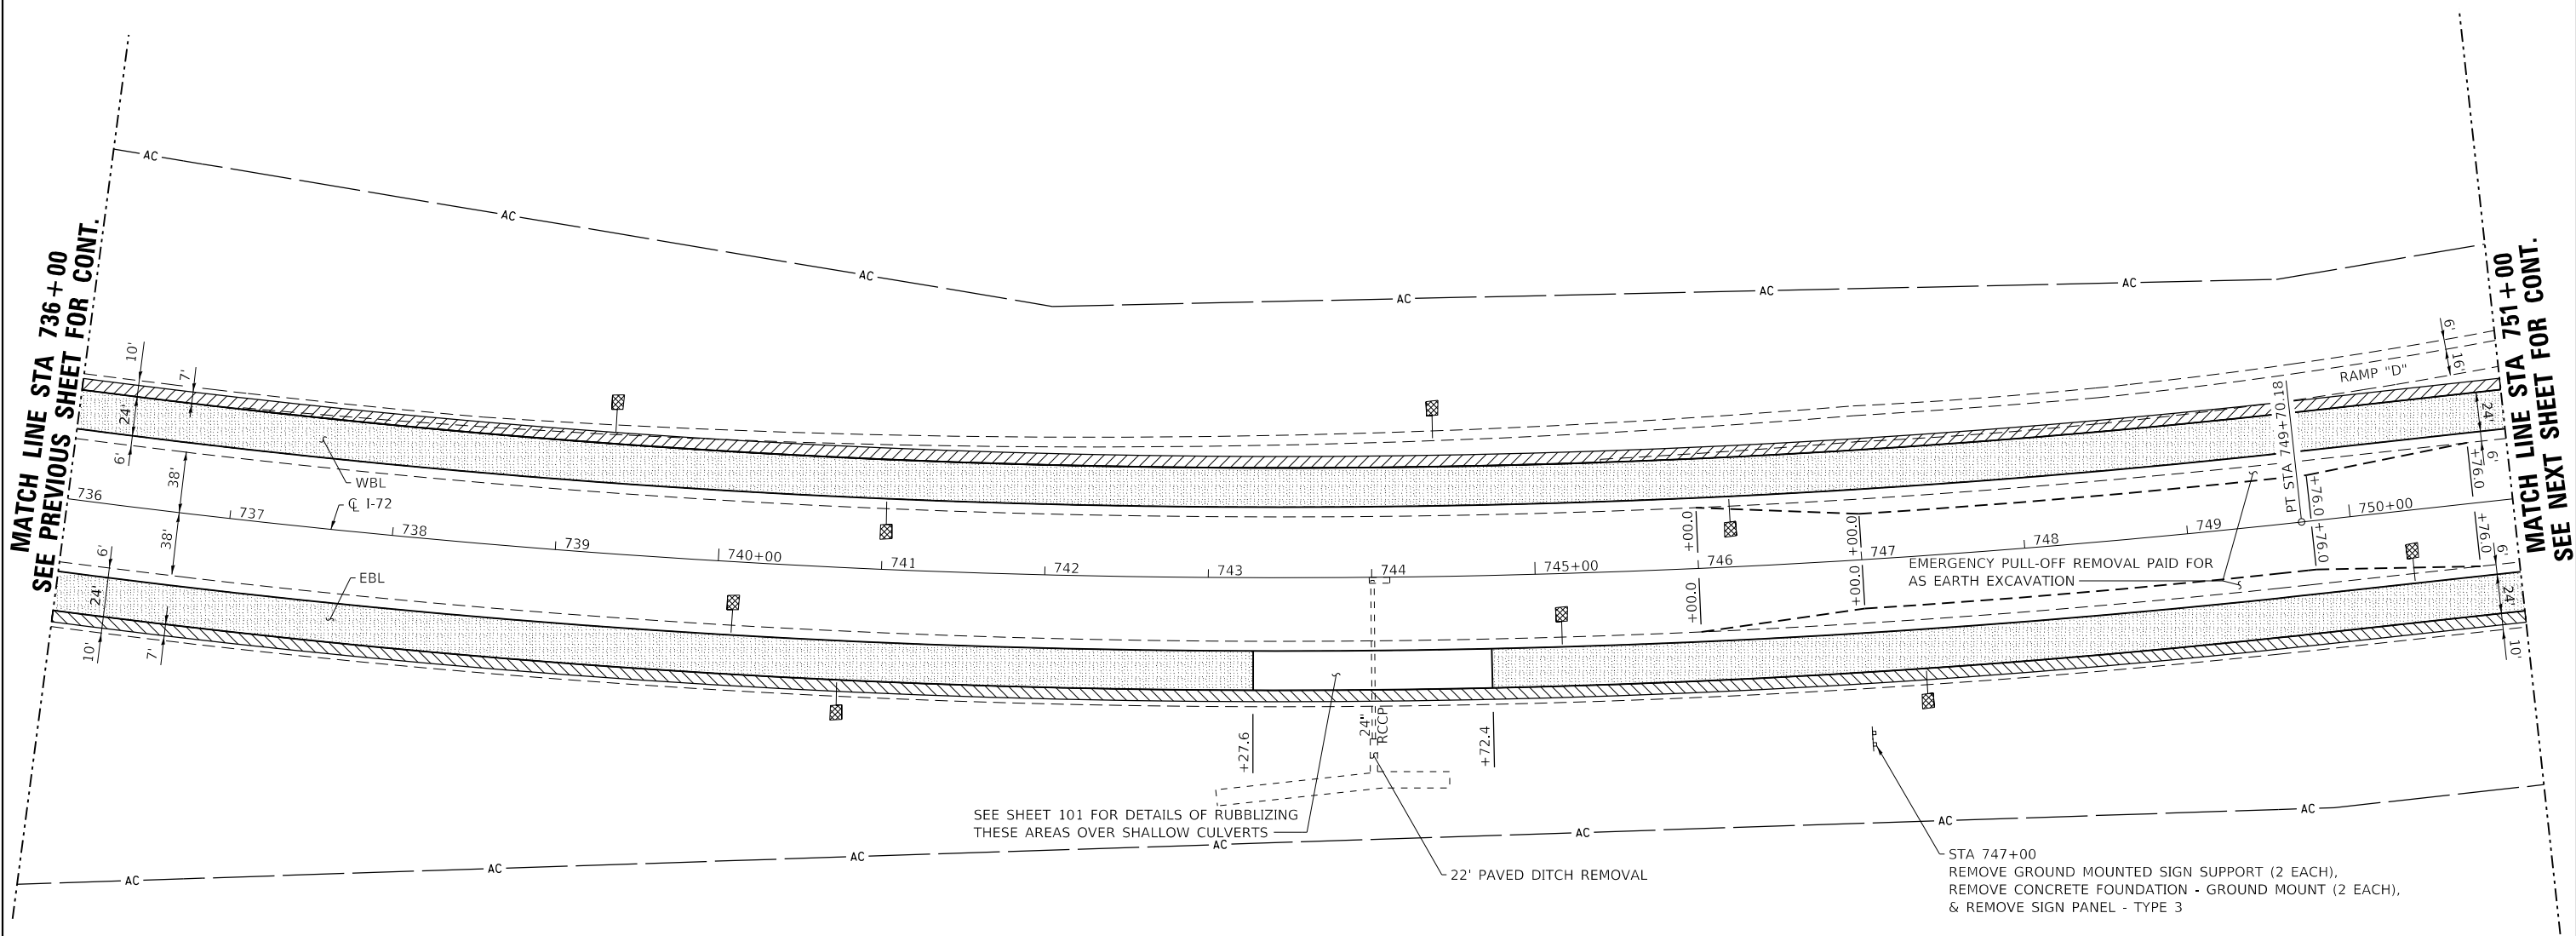 MATCH LINE STA 736+00
SEE PREVIOUS SHEET FOR CONT.
AC
AC
AC
AC
AC
AC
10'
7'
24'
6'
38'
38'
WBL
℄ I-72
736
737
738
739
740+00
741
742
743
744
745+00
746
747
748
749
750+00
EBL
6'
24'
10'
7'
+00.0
+00.0
+00.0
+00.0
EMERGENCY PULL-OFF REMOVAL PAID FOR
AS EARTH EXCAVATION
PT STA 749+70.18
+76.0
+76.0
+76.0
+76.0
6'
16'
RAMP "D"
24'
6'
6'
24'
10'
MATCH LINE STA 751+00
SEE NEXT SHEET FOR CONT.
+27.6
24"
RCCP
+72.4
SEE SHEET 101 FOR DETAILS OF RUBBLIZING
THESE AREAS OVER SHALLOW CULVERTS
22' PAVED DITCH REMOVAL
STA 747+00
REMOVE GROUND MOUNTED SIGN SUPPORT (2 EACH),
REMOVE CONCRETE FOUNDATION - GROUND MOUNT (2 EACH),
& REMOVE SIGN PANEL - TYPE 3
AC
AC
AC
AC
AC
AC
AC